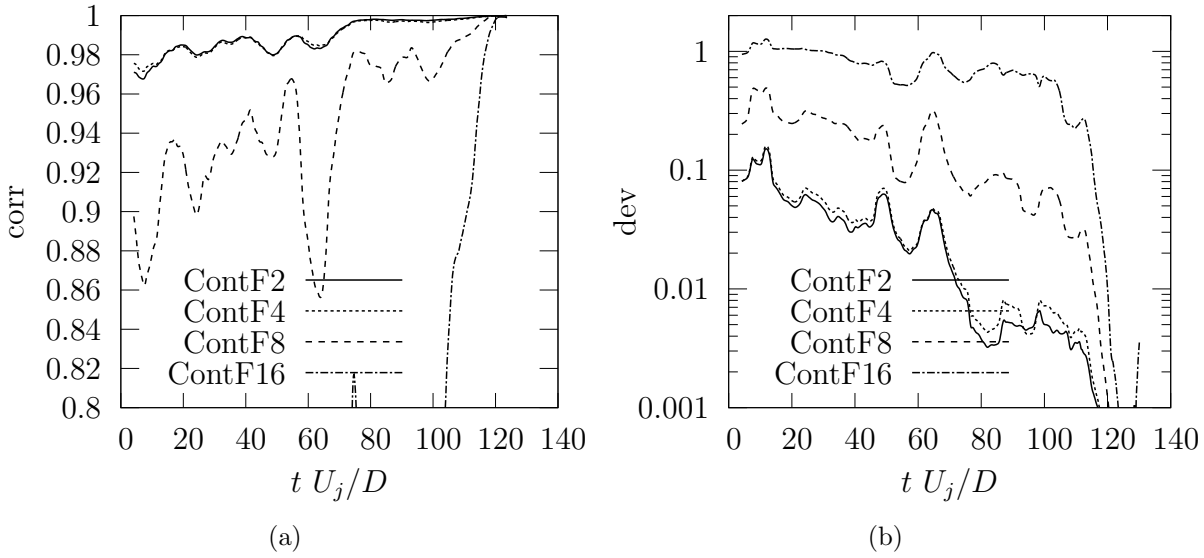 corr
1
0.98
0.96
0.94
0.92
0.9
0.88
0.86
0.84
0.82
0.8
ContF2
ContF4
ContF8
ContF16
0 20 40 60 80 100 120 140
t U_j/D
(a)
dev
1
0.1
0.01
0.001
ContF2
ContF4
ContF8
ContF16
0 20 40 60 80 100 120 140
t U_j/D
(b)